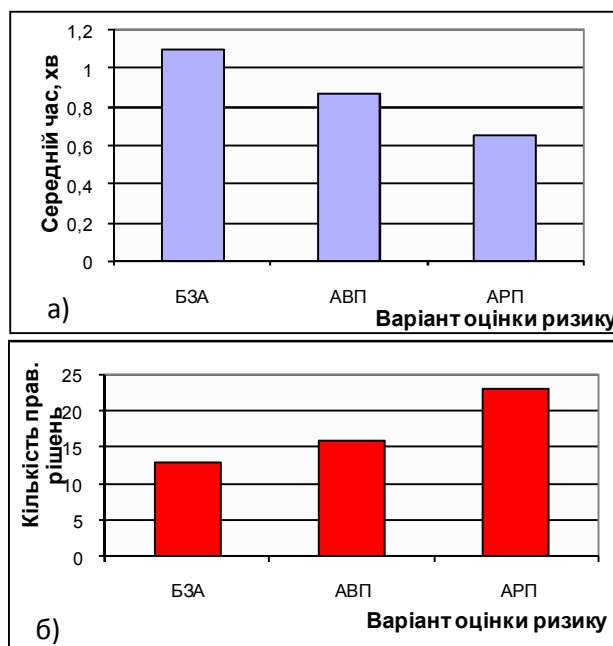 Середній час, хв
1,2
1
0,8
0,6
0,4
0,2
0
БЗА АВП АРП
а)
Варіант оцінки ризику
Кількість прав.
рішень
25
20
15
10
5
0
БЗА АВП АРП
б)
Варіант оцінки ризику